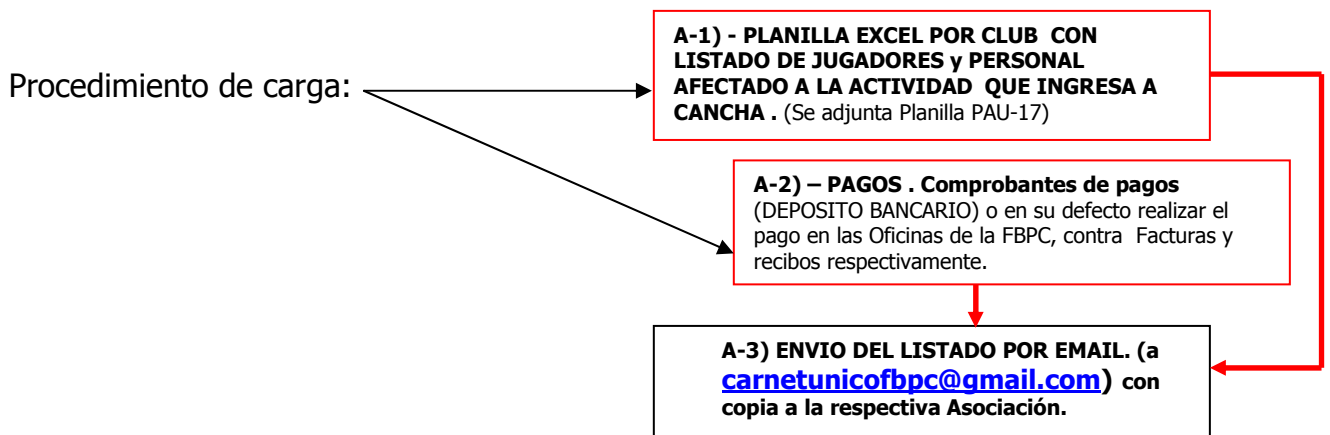 Procedimiento de carga:
A-1) - PLANILLA EXCEL POR CLUB CON
LISTADO DE JUGADORES y PERSONAL
AFECTADO A LA ACTIVIDAD QUE INGRESA A
CANCHA . (Se adjunta Planilla PAU-17)
A-2) – PAGOS . Comprobantes de pagos
(DEPOSITO BANCARIO) o en su defecto realizar el
pago en las Oficinas de la FBPC, contra Facturas y
recibos respectivamente.
A-3) ENVIO DEL LISTADO POR EMAIL. (a
carnetunicofbpc@gmail.com) con
copia a la respectiva Asociación.